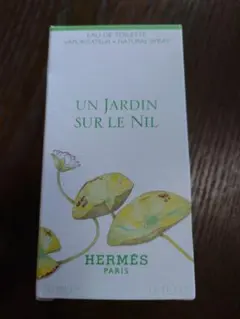 EAU DE TOILETTE
VAPORISATEUR • NATURAL SPRAY
UN JARDIN
SUR LE NIL
HERMÈS
PARIS